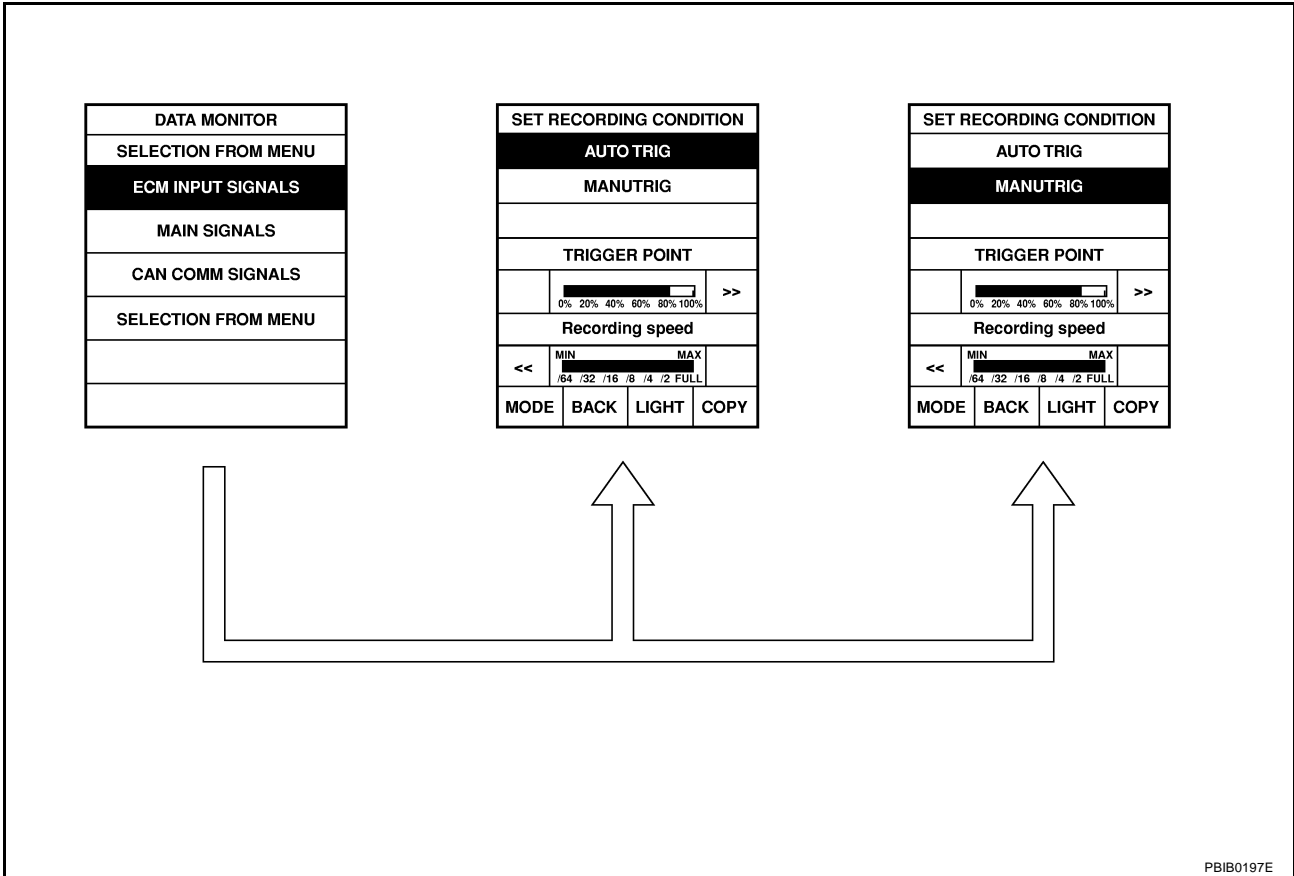 DATA MONITOR
SELECTION FROM MENU
ECM INPUT SIGNALS
MAIN SIGNALS
CAN COMM SIGNALS
SELECTION FROM MENU
SET RECORDING CONDITION
AUTO TRIG
MANUTRIG
TRIGGER POINT
>>
0% 20% 40% 60% 80% 100%
Recording speed
MIN MAX
<<
/64 /32 /16 /8 /4 /2 FULL
MODE BACK LIGHT COPY
SET RECORDING CONDITION
AUTO TRIG
MANUTRIG
TRIGGER POINT
>>
0% 20% 40% 60% 80% 100%
Recording speed
MIN MAX
<<
/64 /32 /16 /8 /4 /2 FULL
MODE BACK LIGHT COPY
PBIB0197E